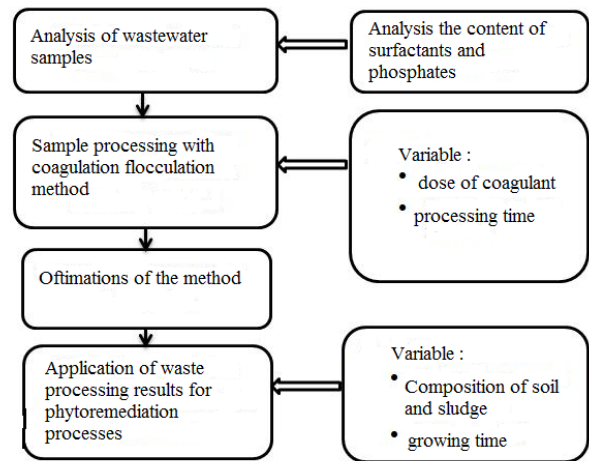 Analysis of wastewater
samples
Analysis the content of
surfactants and
phosphates
Sample processing with
coagulation flocculation
method
Variable :
• dose of coagulant
• processing time
Oftimations of the method
Application of waste
processing results for
phytoremediation
processes
Variable :
• Composition of soil
and sludge
• growing time